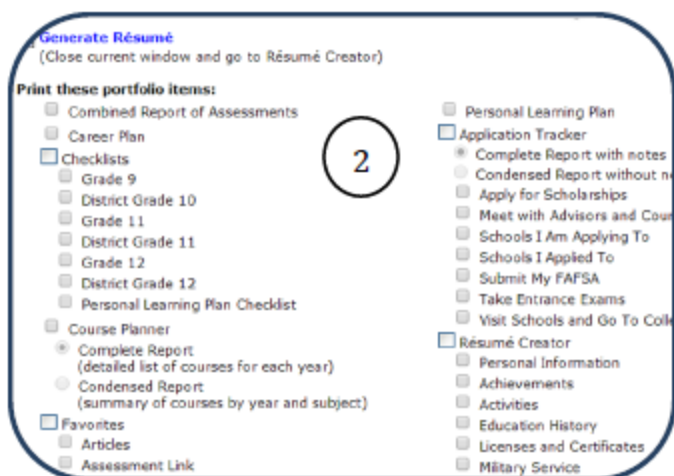 Generate Résumé
(Close current window and go to Résumé Creator)
Print these portfolio items:
Combined Report of Assessments
Career Plan
Checklists
Grade 9
District Grade 10
Grade 11
District Grade 11
Grade 12
District Grade 12
Personal Learning Plan Checklist
Course Planner
Complete Report
(detailed list of courses for each year)
Condensed Report
(summary of courses by year and subject)
Favorites
Articles
Assessment Link
2
Personal Learning Plan
Application Tracker
Complete Report with notes
Condensed Report without
Apply for Scholarships
Meet with Advisors and
Schools I Am Applying To
Schools I Applied To
Submit My FAFSA
Take Entrance Exams
Visit Schools and Go To
Résumé Creator
Personal Information
Achievements
Activities
Education History
Licenses and Certificates
Military Service